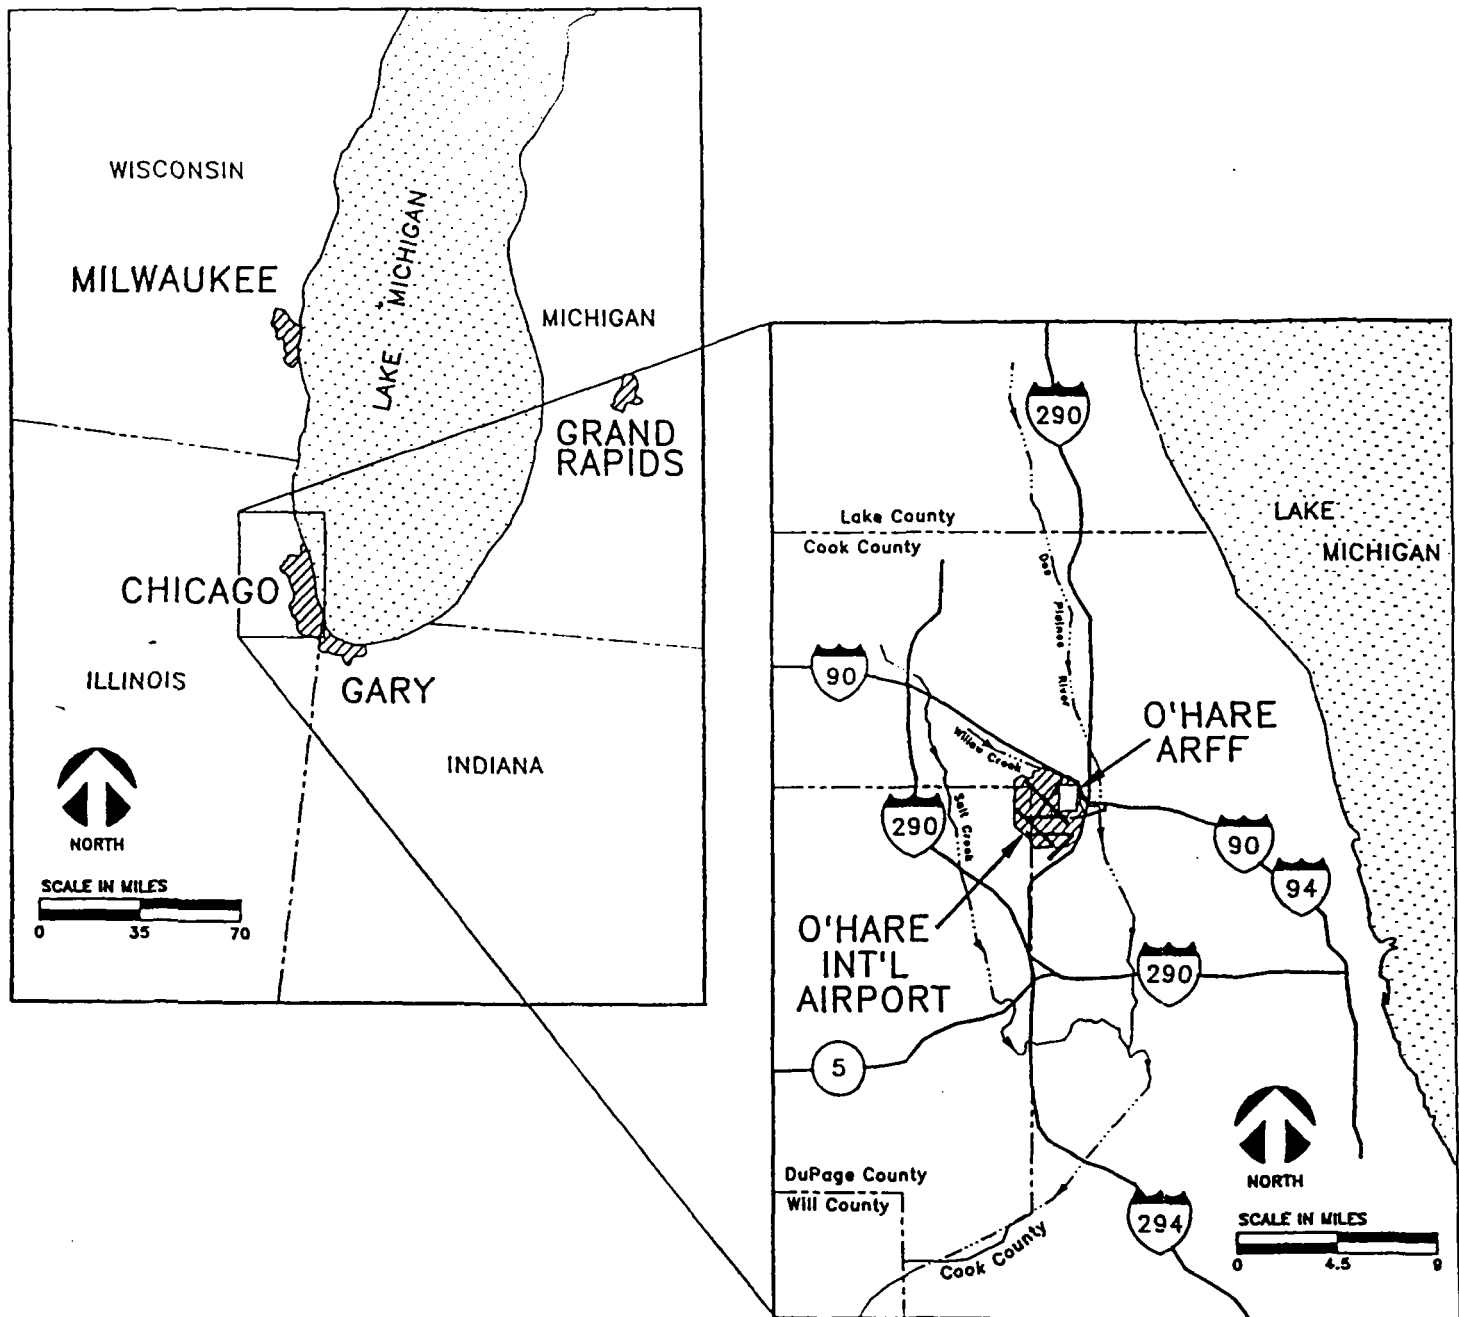 WISCONSIN
MILWAUKEE
LAKE MICHIGAN
MICHIGAN
GRAND
RAPIDS
CHICAGO
ILLINOIS
GARY
INDIANA
NORTH
SCALE IN MILES
0 35 70
290
Lake County
Cook County
LAKE
MICHIGAN
Des Plaines River
90
O'HARE
ARFF
Willow Creek
Salt Creek
290
90
94
O'HARE
INT'L
AIRPORT
290
5
DuPage County
Will County
Cook County
294
NORTH
SCALE IN MILES
0 4.5 9